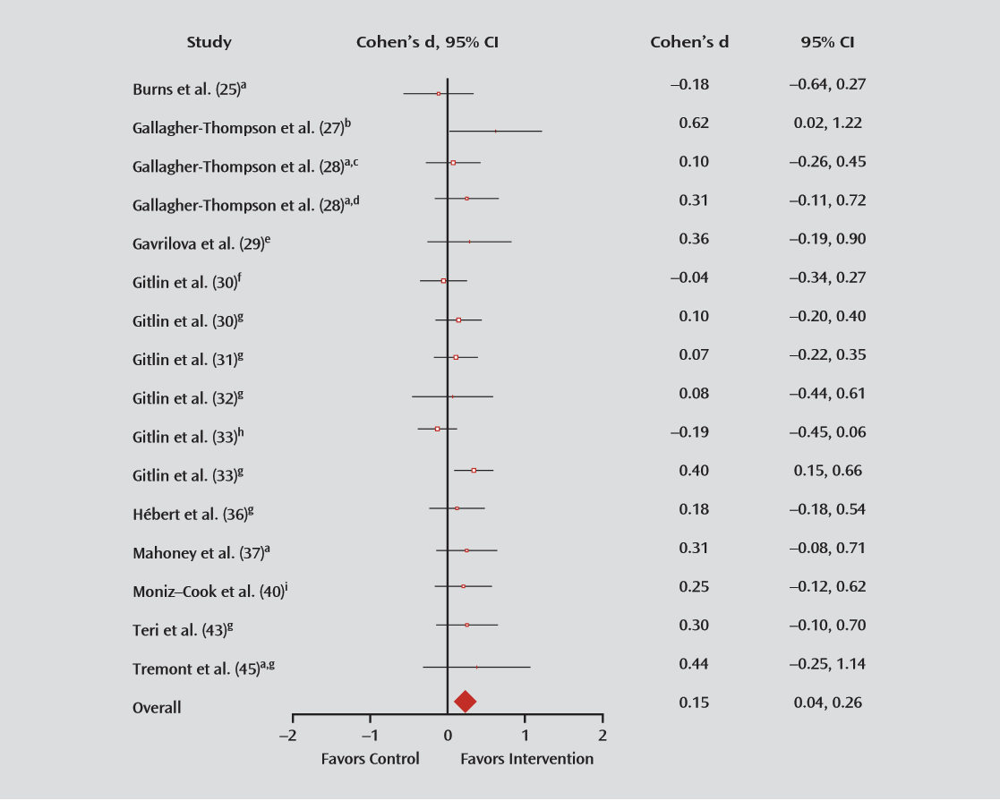 Study Cohen’s d, 95% CI Cohen’s d 95% CI
Burns et al. (25)a –0.18 –0.64, 0.27
Gallagher-Thompson et al. (27)b 0.62 0.02, 1.22
Gallagher-Thompson et al. (28)a,c 0.10 –0.26, 0.45
Gallagher-Thompson et al. (28)a,d 0.31 –0.11, 0.72
Gavrilova et al. (29)e 0.36 –0.19, 0.90
Gitlin et al. (30)f –0.04 –0.34, 0.27
Gitlin et al. (30)g 0.10 –0.20, 0.40
Gitlin et al. (31)g 0.07 –0.22, 0.35
Gitlin et al. (32)g 0.08 –0.44, 0.61
Gitlin et al. (33)h –0.19 –0.45, 0.06
Gitlin et al. (33)g 0.40 0.15, 0.66
Hébert et al. (36)g 0.18 –0.18, 0.54
Mahoney et al. (37)a 0.31 –0.08, 0.71
Moniz–Cook et al. (40)i 0.25 –0.12, 0.62
Teri et al. (43)g 0.30 –0.10, 0.70
Tremont et al. (45)a,g 0.44 –0.25, 1.14
Overall 0.15 0.04, 0.26
–2 –1 0 1 2
Favors Control Favors Intervention